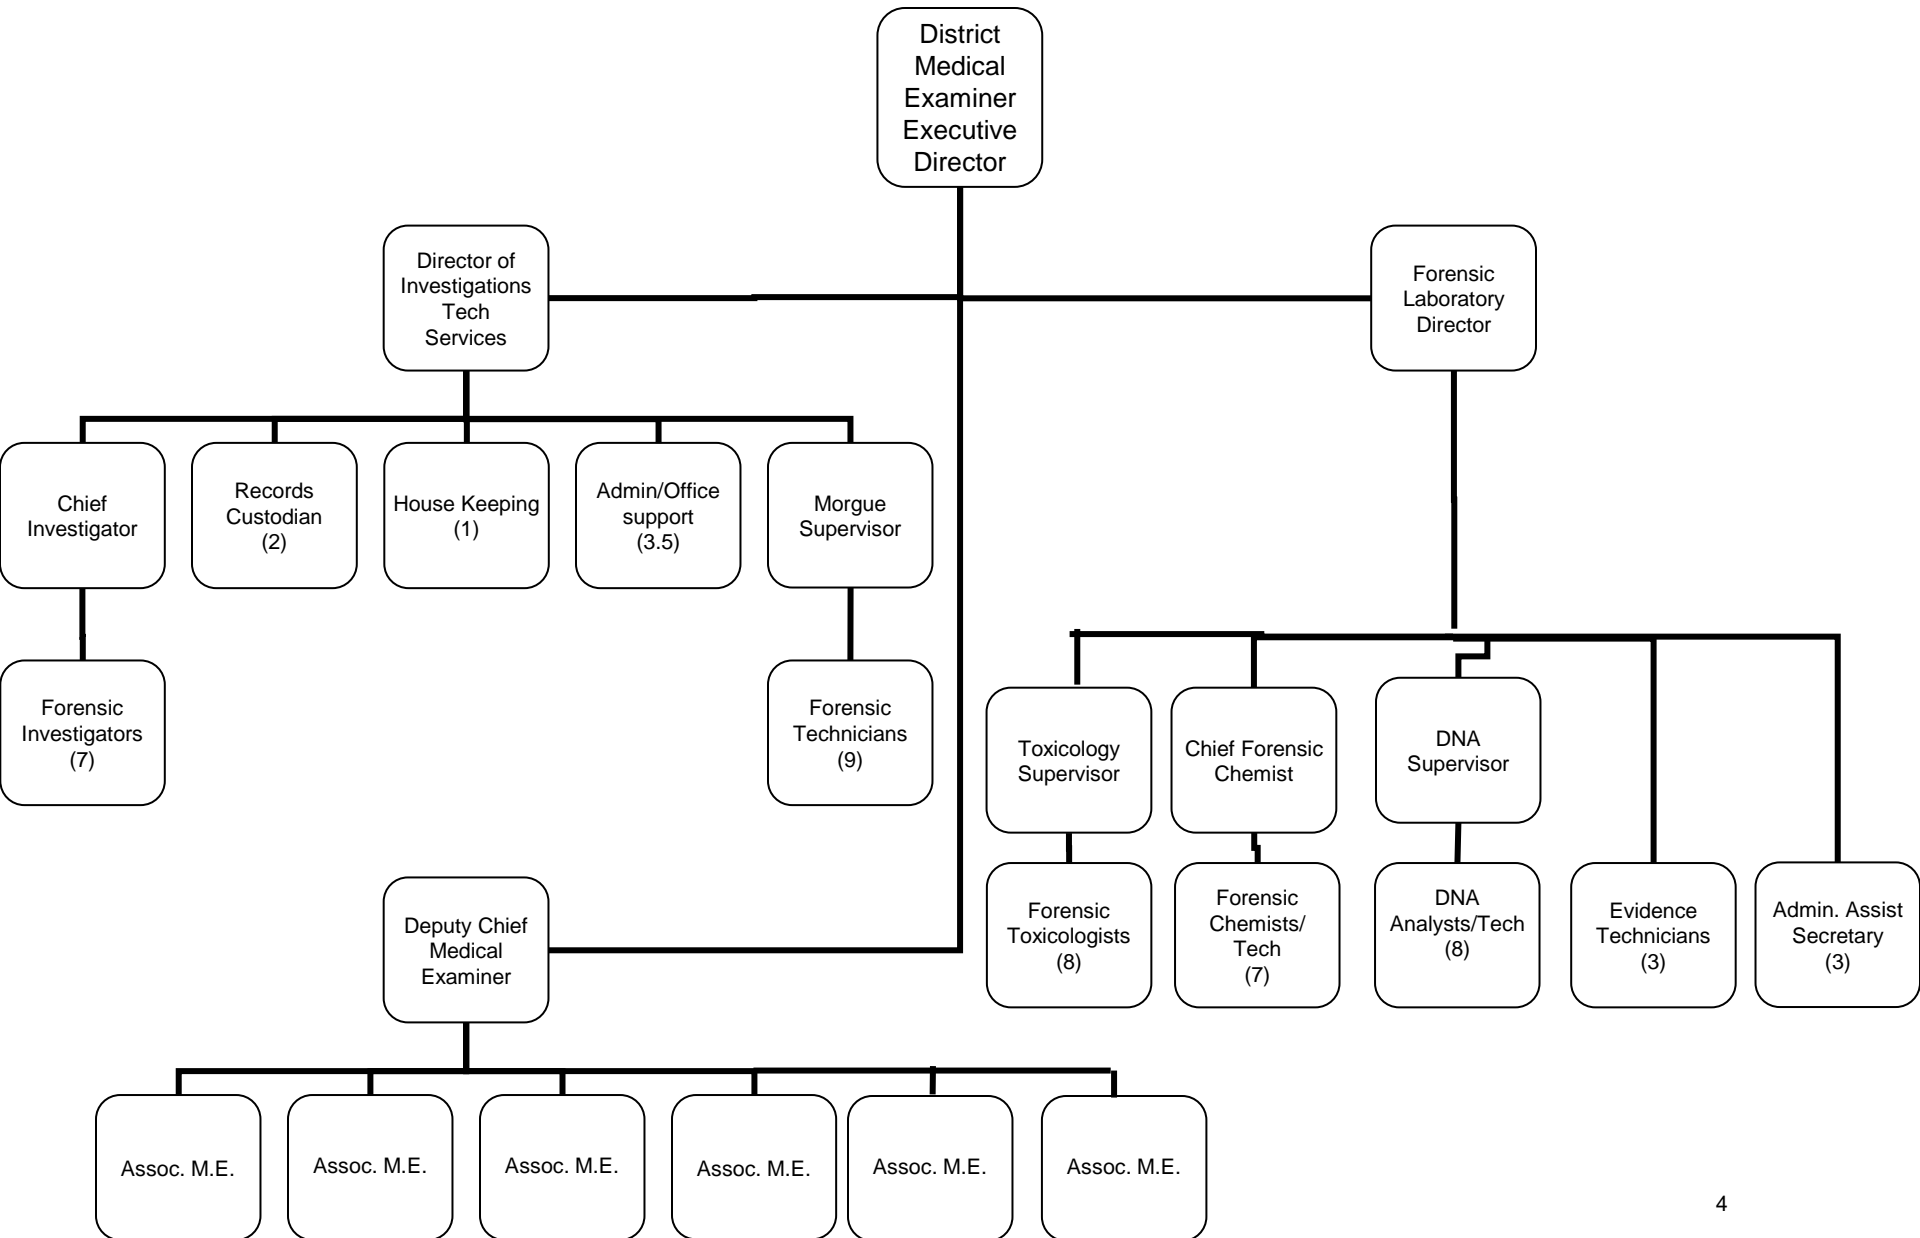 District
Medical
Examiner
Executive
Director
Director of
Investigations
Tech
Services
Forensic
Laboratory
Director
Chief
Investigator
Records
Custodian
(2)
House Keeping
(1)
Admin/Office
support
(3.5)
Morgue
Supervisor
Forensic
Investigators
(7)
Forensic
Technicians
(9)
Toxicology
Supervisor
Chief Forensic
Chemist
DNA
Supervisor
Forensic
Toxicologists
(8)
Forensic
Chemists/
Tech
(7)
DNA
Analysts/Tech
(8)
Evidence
Technicians
(3)
Admin. Assist
Secretary
(3)
Deputy Chief
Medical
Examiner
Assoc. M.E.
Assoc. M.E.
Assoc. M.E.
Assoc. M.E.
Assoc. M.E.
Assoc. M.E.
4